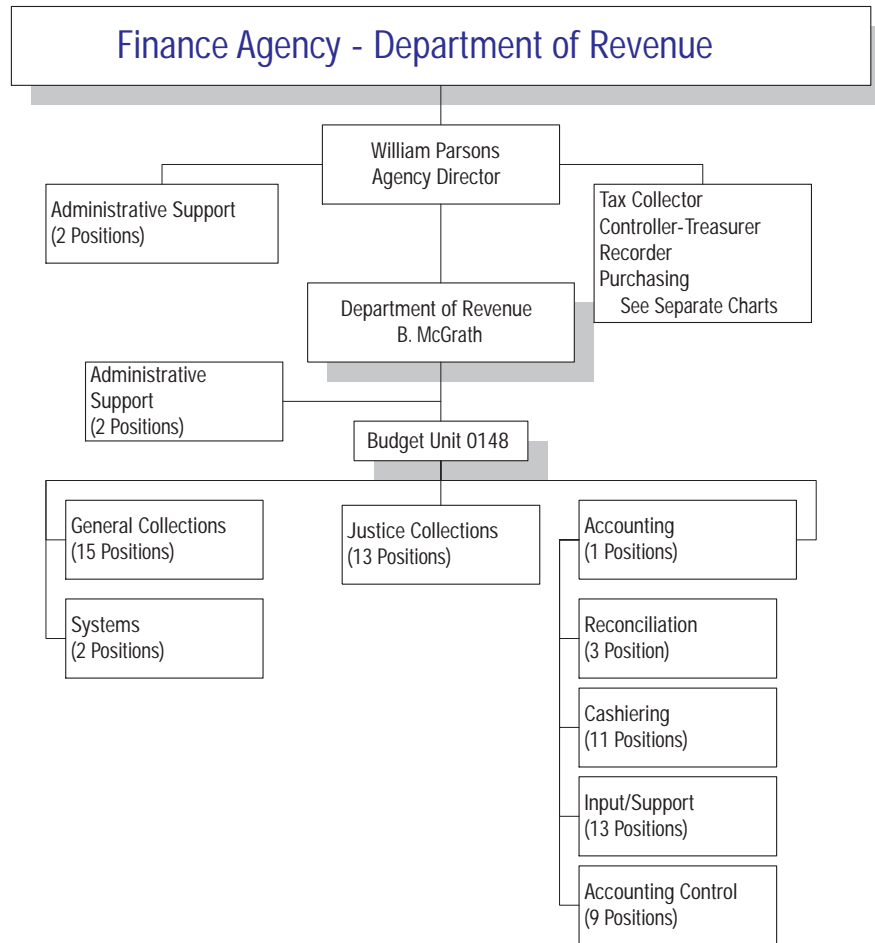 Finance Agency - Department of Revenue
William Parsons
Agency Director
Administrative Support
(2 Positions)
Tax Collector
Controller-Treasurer
Recorder
Purchasing
See Separate Charts
Department of Revenue
B. McGrath
Administrative
Support
(2 Positions)
Budget Unit 0148
General Collections
(15 Positions)
Justice Collections
(13 Positions)
Accounting
(1 Positions)
Systems
(2 Positions)
Reconciliation
(3 Position)
Cashiering
(11 Positions)
Input/Support
(13 Positions)
Accounting Control
(9 Positions)